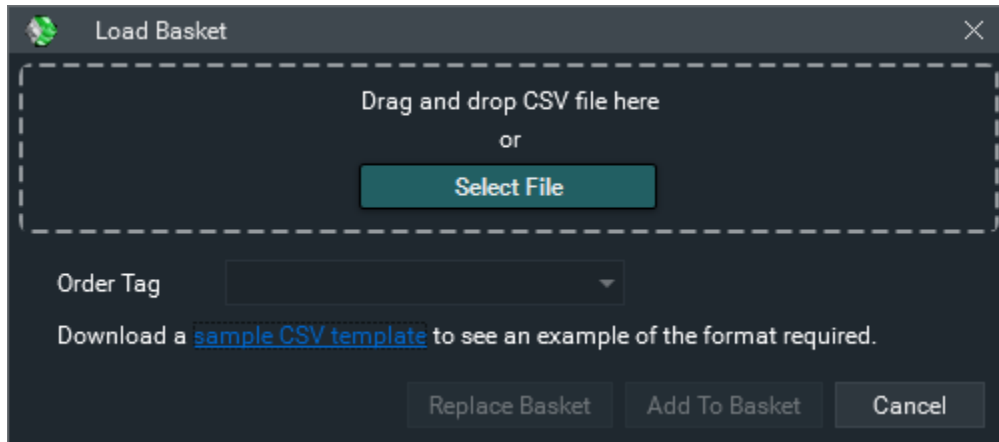 Load Basket
Drag and drop CSV file here
or
Select File
Order Tag
Download a sample CSV template to see an example of the format required.
Replace Basket Add To Basket Cancel